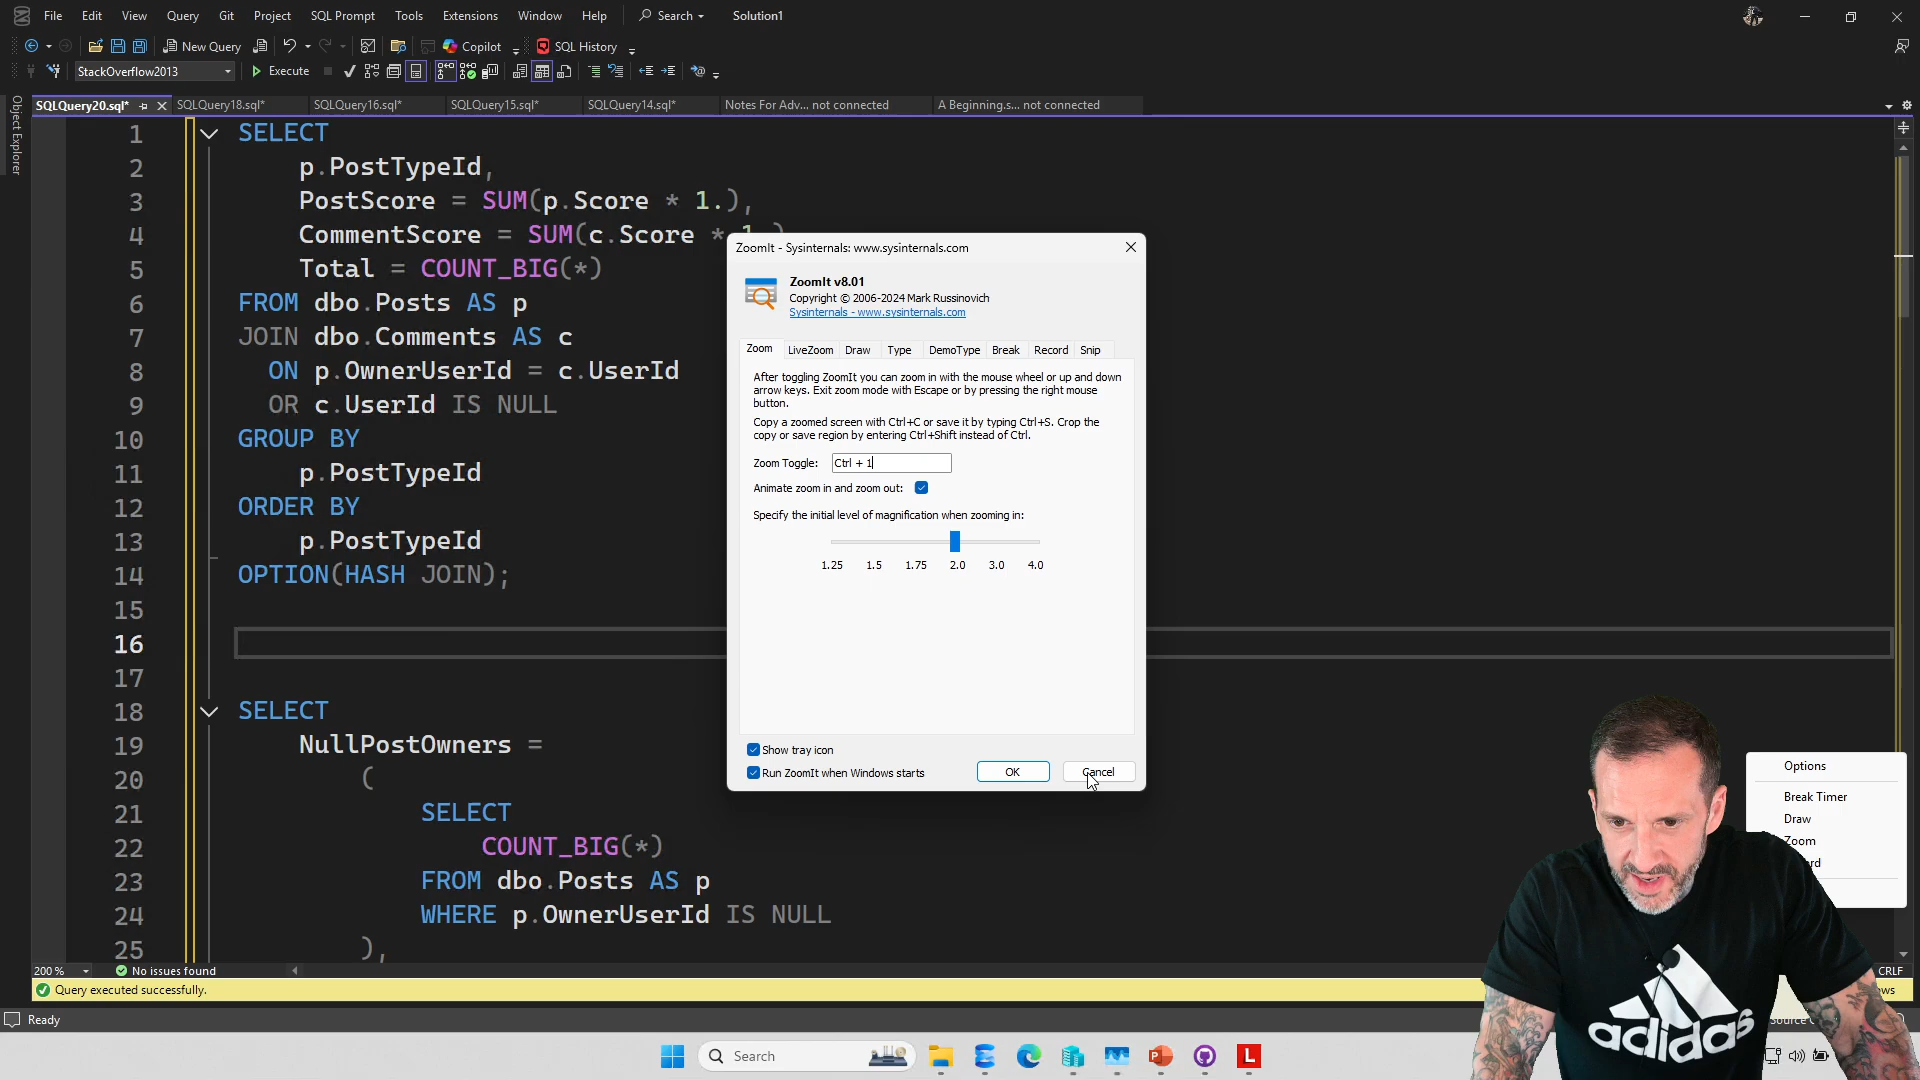 File Edit View Query Git Project SQL Prompt Tools Extensions Window Help Search Solution1
New Query Copilot SQL History
StackOverflow2013 Execute
SQLQuery20.sql* SQLQuery18.sql* SQLQuery16.sql* SQLQuery15.sql* SQLQuery14.sql* Notes For Adv... not connected A Beginning.s... not connected
Object Explorer
1 SELECT
2 p.PostTypeId,
3 PostScore = SUM(p.Score * 1.),
4 CommentScore = SUM(c.Score *
5 Total = COUNT_BIG(*)
6 FROM dbo.Posts AS p
7 JOIN dbo.Comments AS c
8 ON p.OwnerUserId = c.UserId
9 OR c.UserId IS NULL
10 GROUP BY
11 p.PostTypeId
12 ORDER BY
13 p.PostTypeId
14 OPTION(HASH JOIN);
15
16
17
18 SELECT
19 NullPostOwners =
20 (
21 SELECT
22 COUNT_BIG(*)
23 FROM dbo.Posts AS p
24 WHERE p.OwnerUserId IS NULL
25 ),
ZoomIt - Sysinternals: www.sysinternals.com
ZoomIt v8.01
Copyright © 2006-2024 Mark Russinovich
Sysinternals - www.sysinternals.com
Zoom LiveZoom Draw Type DemoType Break Record Snip
After toggling ZoomIt you can zoom in with the mouse wheel or up and down
arrow keys. Exit zoom mode with Escape or by pressing the right mouse
button.
Copy a zoomed screen with Ctrl+C or save it by typing Ctrl+S. Crop the
copy or save region by entering Ctrl+Shift instead of Ctrl.
Zoom Toggle: Ctrl + 1
Animate zoom in and zoom out:
Specify the initial level of magnification when zooming in:
1.25 1.5 1.75 2.0 3.0 4.0
Show tray icon
Run ZoomIt when Windows starts OK Cancel
Options
Break Timer
Draw
Zoom
200 % No issues found CRLF
Query executed successfully.
Ready
Search
L
adidas